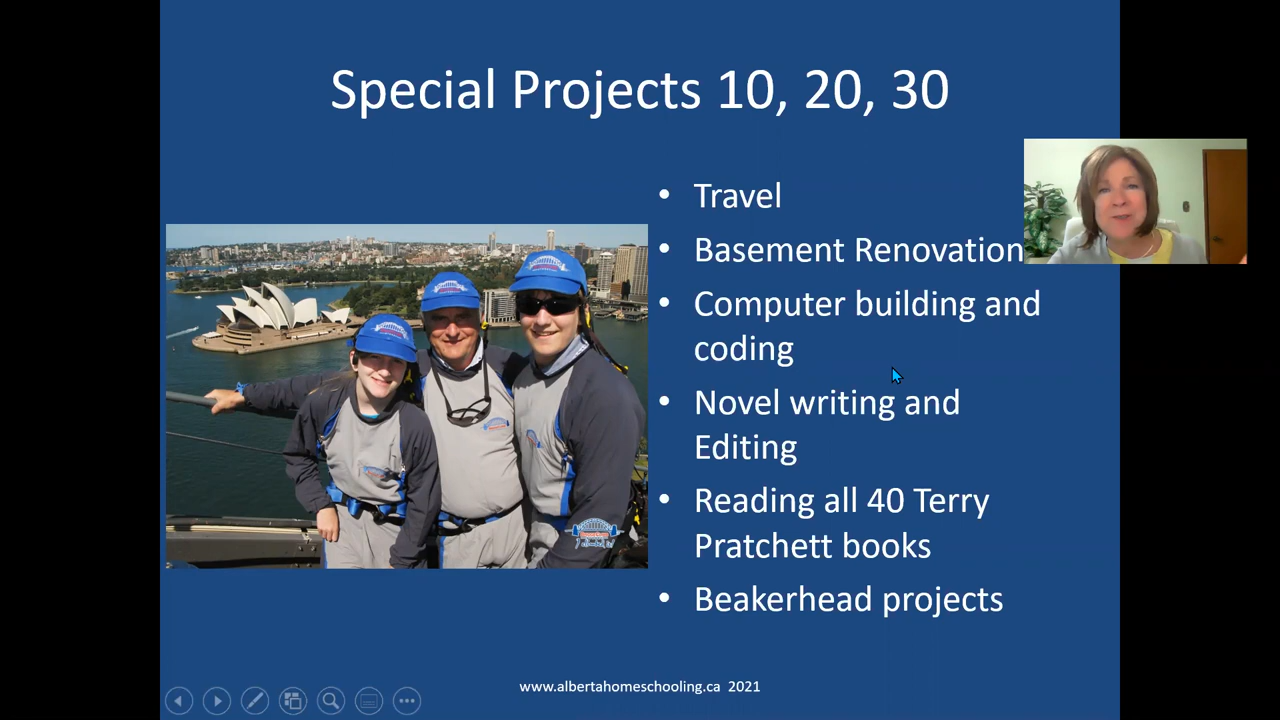 Special Projects 10, 20, 30
• Travel
• Basement Renovation
• Computer building and
coding
• Novel writing and
Editing
• Reading all 40 Terry
Pratchett books
• Beakerhead projects
www.albertahomeschooling.ca 2021